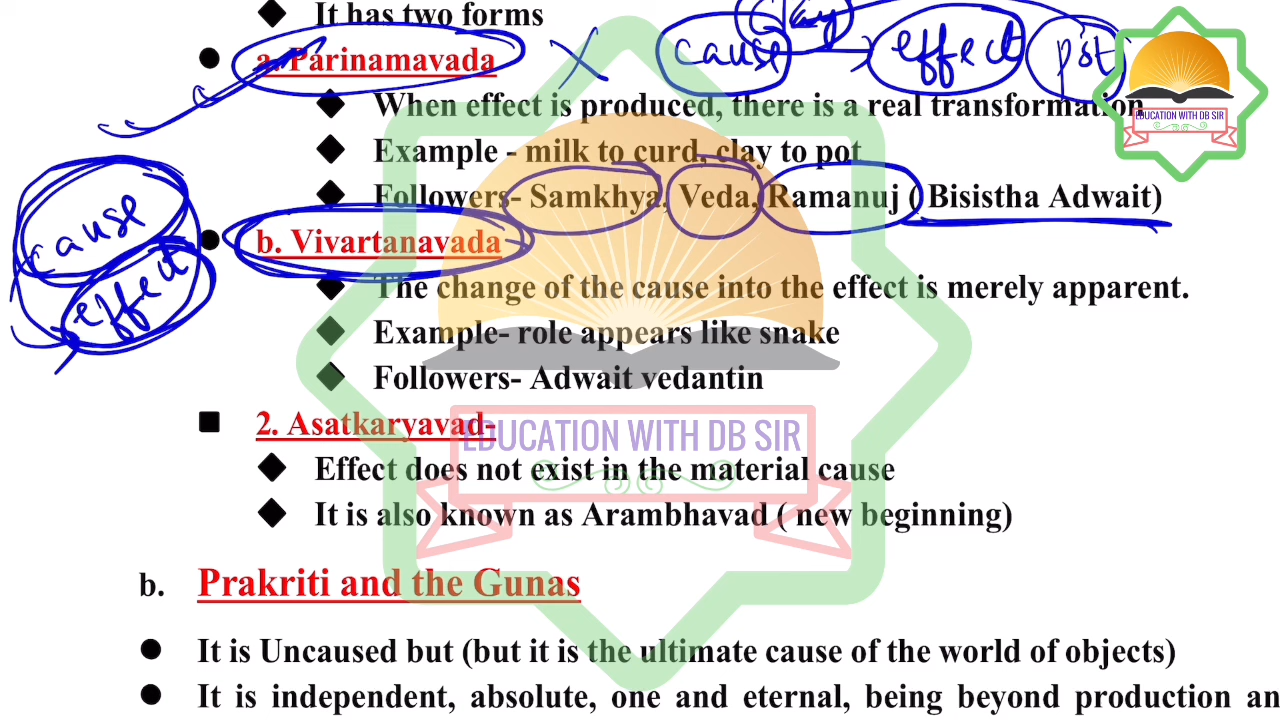 It has two forms
clay
a. Parinamavada cause effect pot
When effect is produced, there is a real transformation.
EDUCATION WITH DB SIR
Example - milk to curd, clay to pot
Followers- Samkhya, Veda, Ramanuj ( Bisistha Adwait)
cause
b. Vivartanavada
effect
The change of the cause into the effect is merely apparent.
Example- role appears like snake
Followers- Adwait vedantin
2. Asatkaryavad-
EDUCATION WITH DB SIR
Effect does not exist in the material cause
It is also known as Arambhavad ( new beginning)
b. Prakriti and the Gunas
It is Uncaused but (but it is the ultimate cause of the world of objects)
It is independent, absolute, one and eternal, being beyond production an